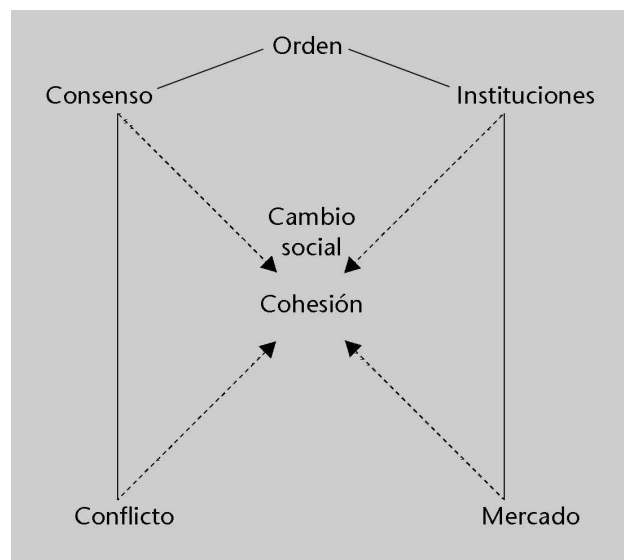 Orden
Consenso
Instituciones
Cambio
social
Cohesión
Conflicto
Mercado